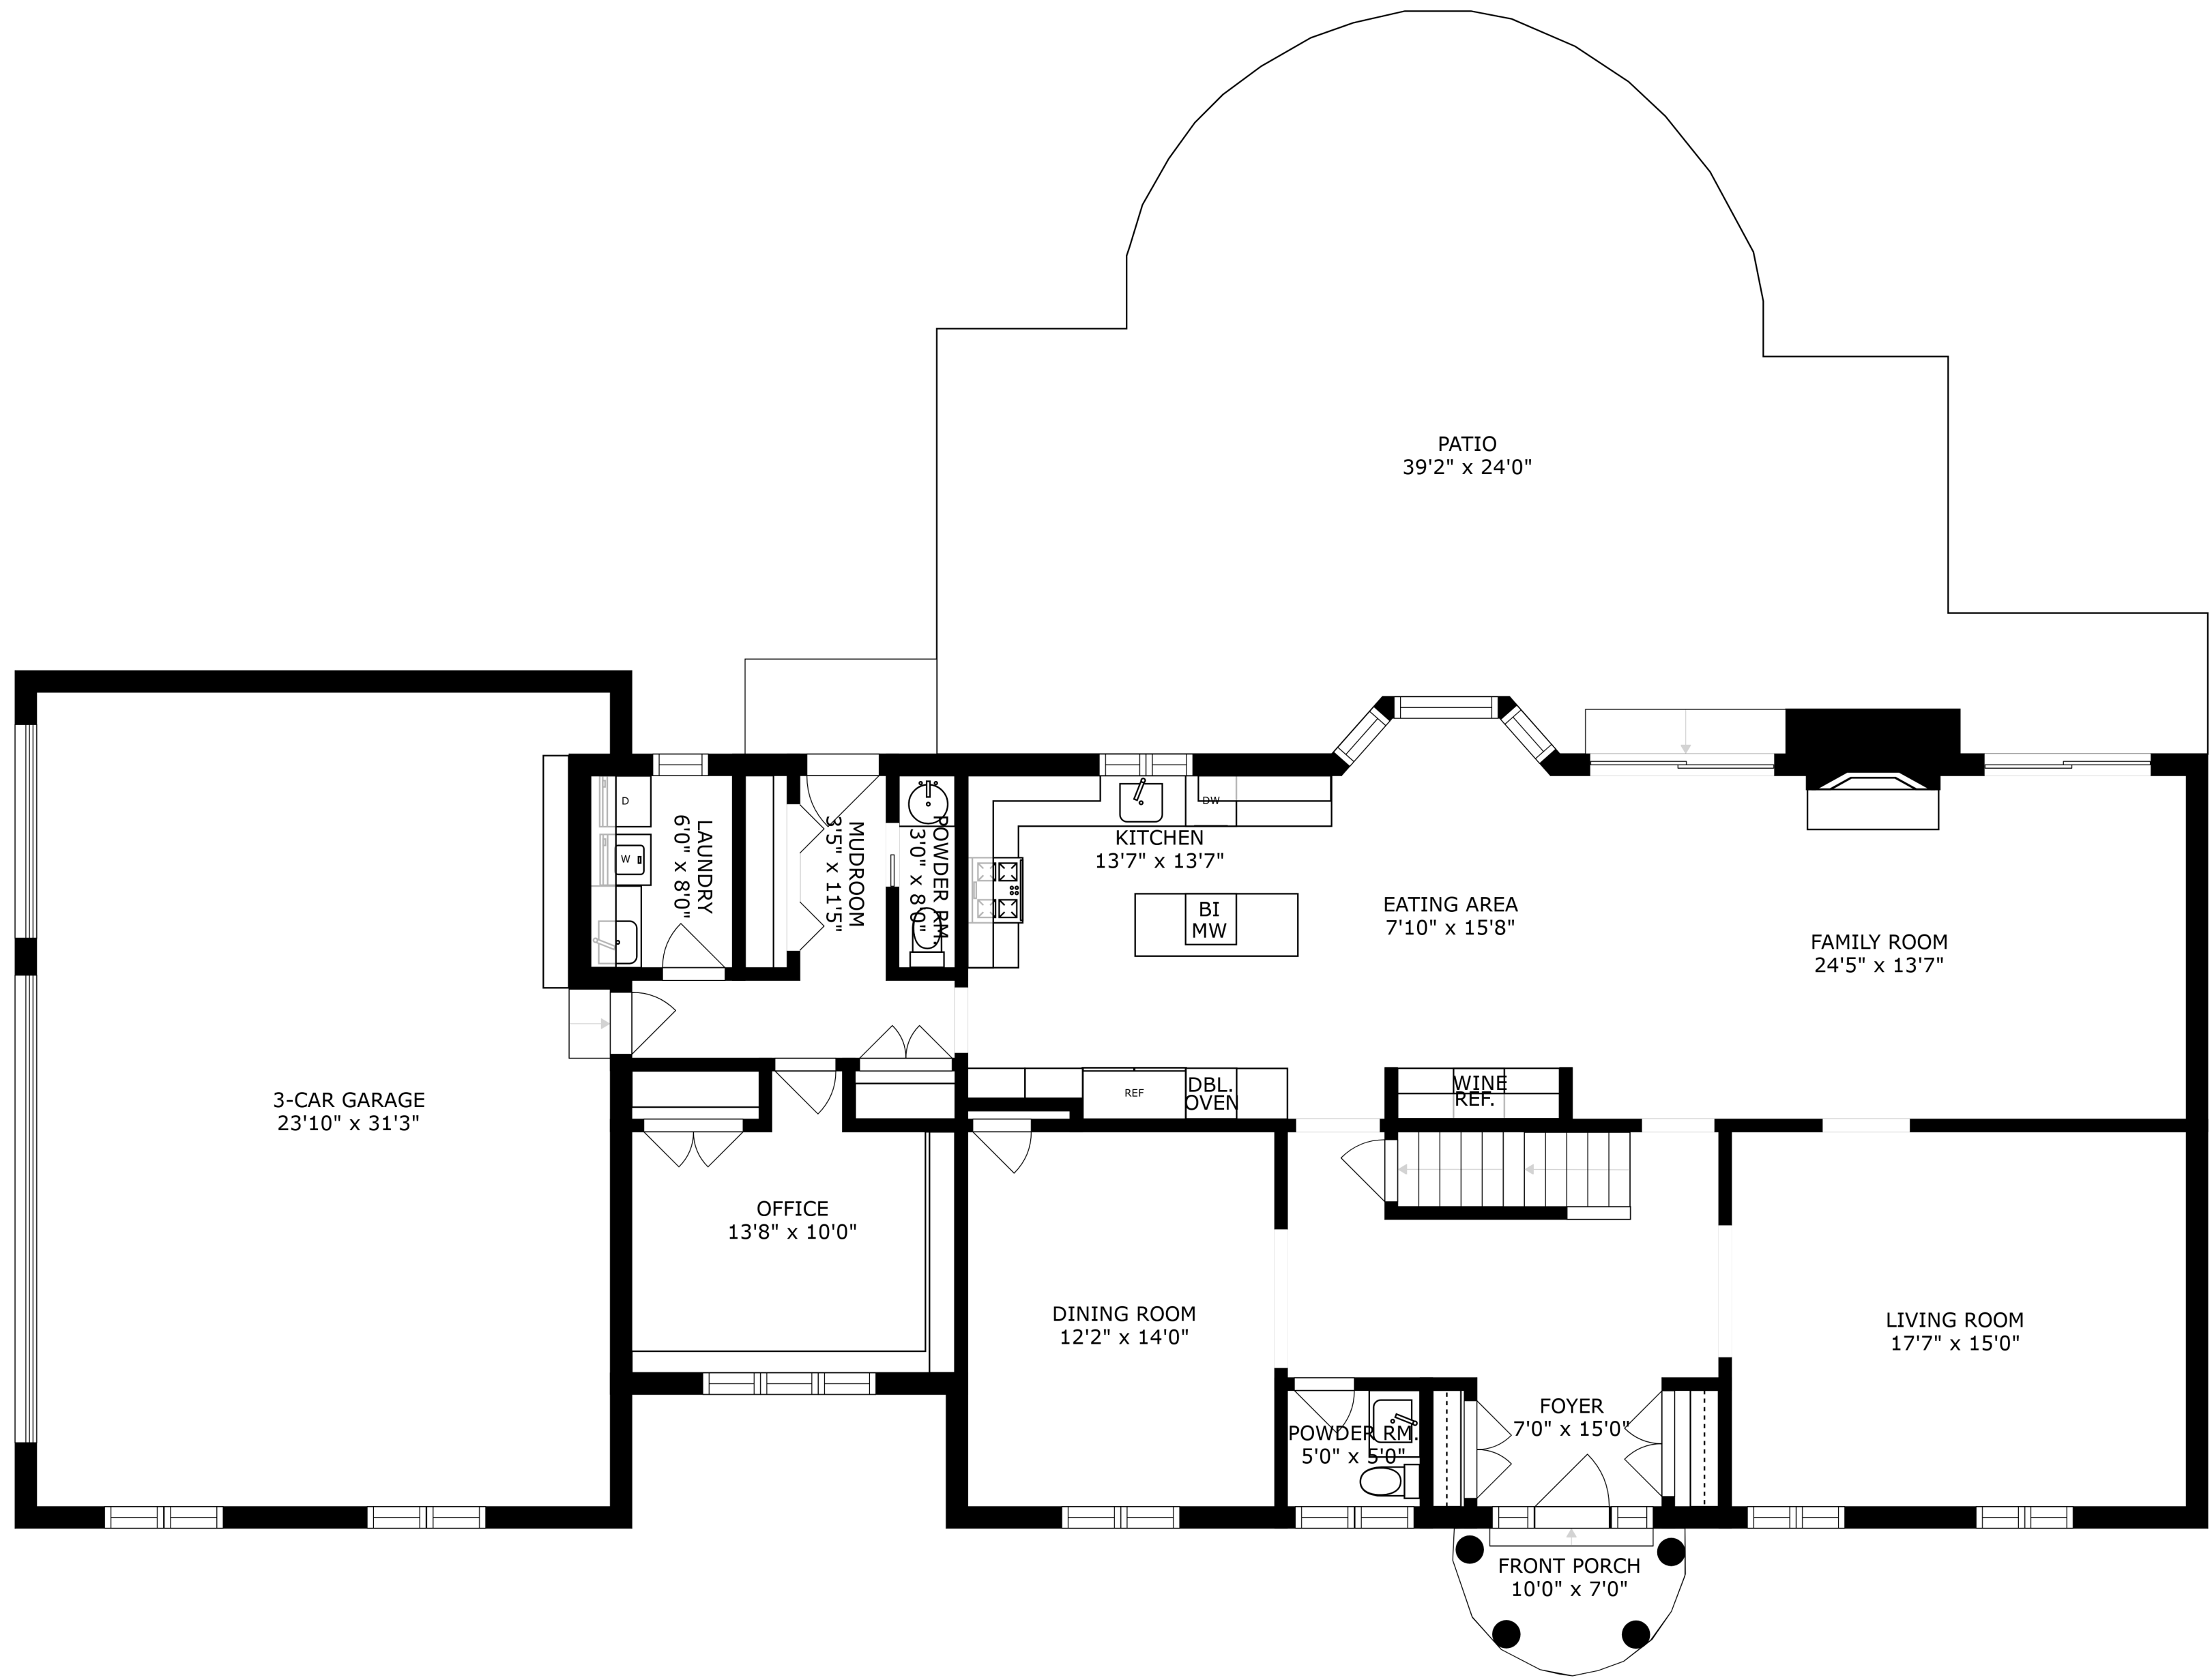 PATIO
39'2" x 24'0"
D
W
LAUNDRY
6'0" x 8'0"
MUDROOM
3'5" x 11'5"
POWDER RM.
3'0" x 8'0"
DW
KITCHEN
13'7" x 13'7"
BI
MW
EATING AREA
7'10" x 15'8"
FAMILY ROOM
24'5" x 13'7"
3-CAR GARAGE
23'10" x 31'3"
REF
DBL.
OVEN
WINE
REF.
OFFICE
13'8" x 10'0"
DINING ROOM
12'2" x 14'0"
LIVING ROOM
17'7" x 15'0"
FOYER
7'0" x 15'0"
POWDER RM.
5'0" x 5'0"
FRONT PORCH
10'0" x 7'0"